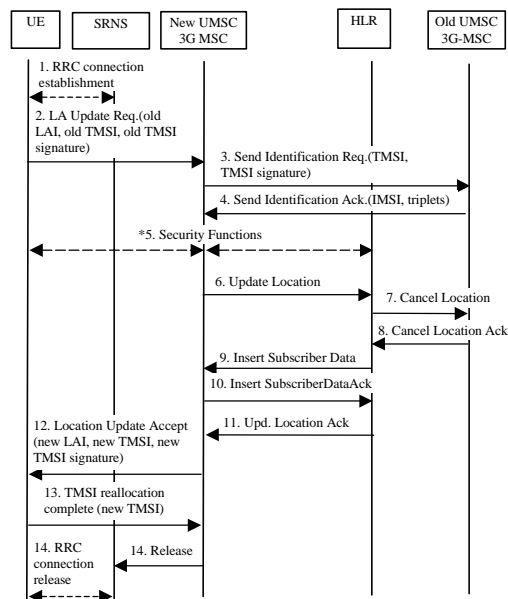 UE
SRNS
New UMSC
3G MSC
HLR
Old UMSC
3G-MSC
1. RRC connection
establishment
2. LA Update Req.(old
LAI, old TMSI, old TMSI
signature)
3. Send Identification Req.(TMSI,
TMSI signature)
4. Send Identification Ack.(IMSI, triplets)
*5. Security Functions
6. Update Location
7. Cancel Location
8. Cancel Location Ack
9. Insert Subscriber Data
10. Insert SubscriberDataAck
11. Upd. Location Ack
12. Location Update Accept
(new LAI, new TMSI, new
TMSI signature)
13. TMSI reallocation
complete (new TMSI)
14. RRC
connection
release
14. Release